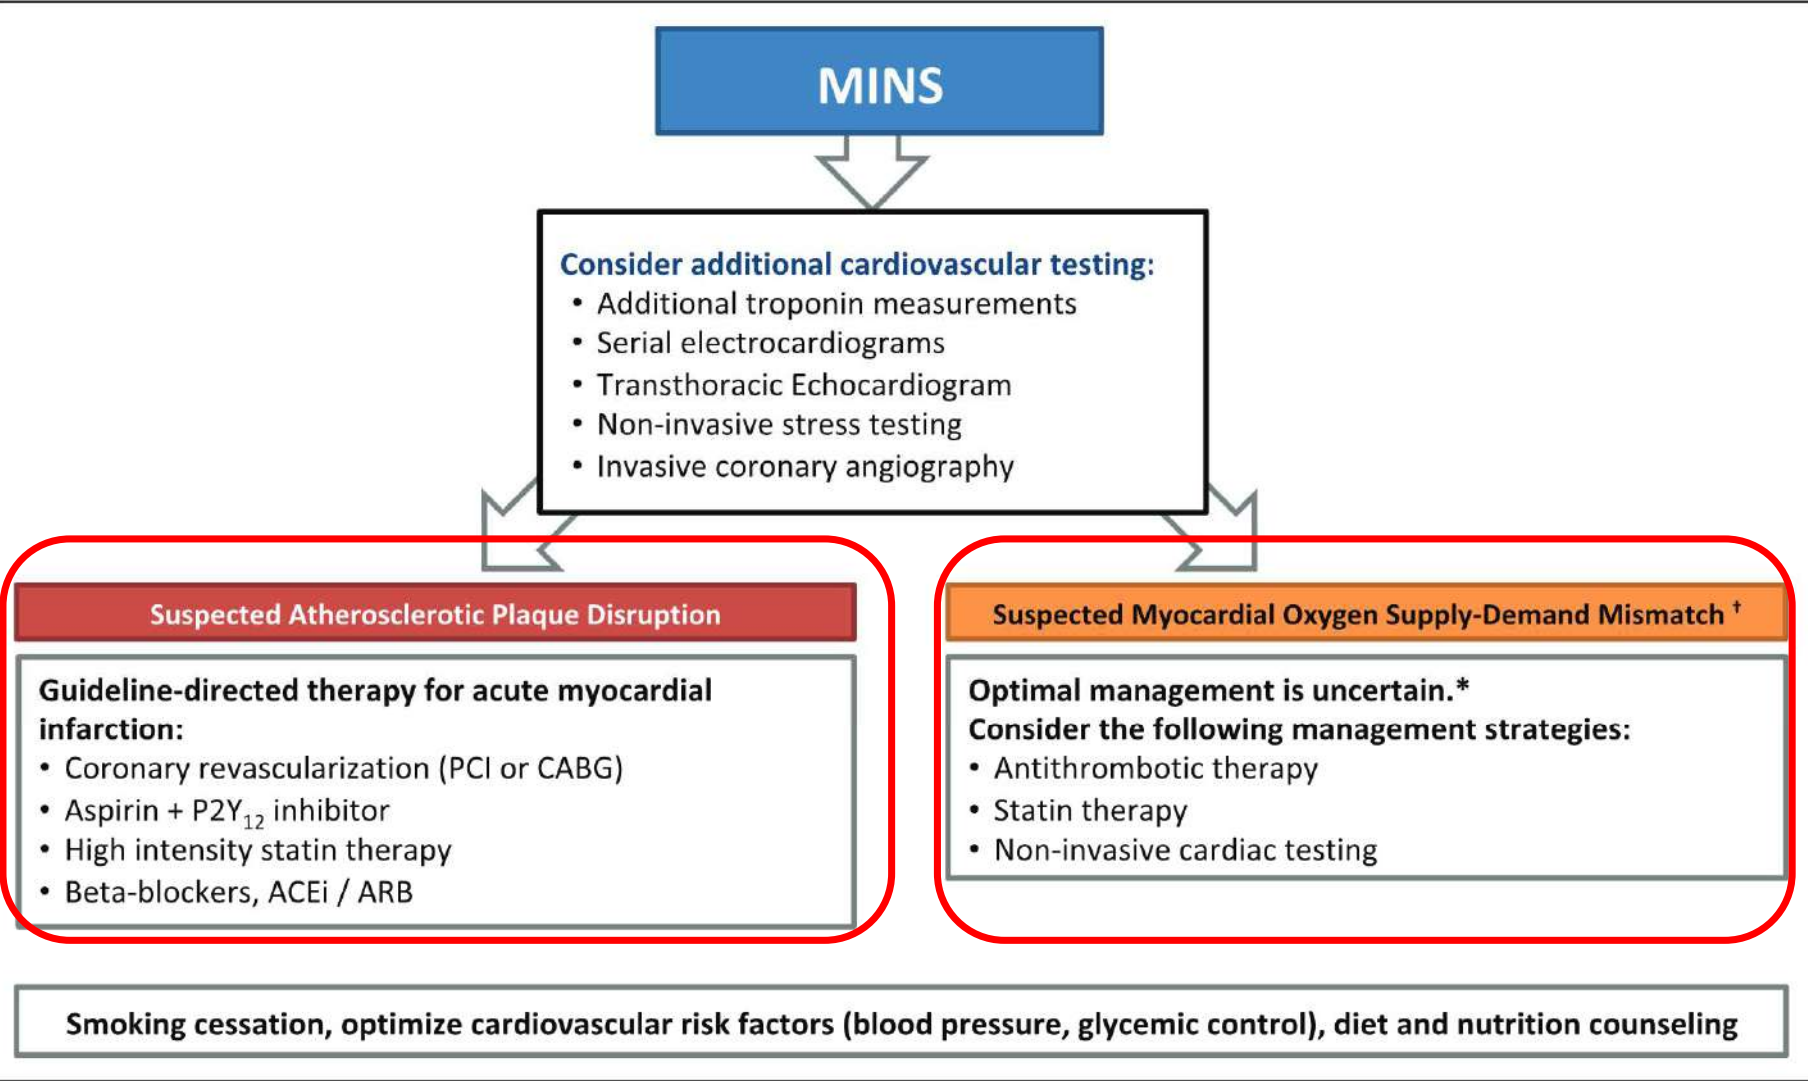 MINS
Consider additional cardiovascular testing:
• Additional troponin measurements
• Serial electrocardiograms
• Transthoracic Echocardiogram
• Non-invasive stress testing
• Invasive coronary angiography
Suspected Atherosclerotic Plaque Disruption
Guideline-directed therapy for acute myocardial
infarction:
• Coronary revascularization (PCI or CABG)
• Aspirin + P2Y₁₂ inhibitor
• High intensity statin therapy
• Beta-blockers, ACEi / ARB
Suspected Myocardial Oxygen Supply-Demand Mismatch †
Optimal management is uncertain.*
Consider the following management strategies:
• Antithrombotic therapy
• Statin therapy
• Non-invasive cardiac testing
Smoking cessation, optimize cardiovascular risk factors (blood pressure, glycemic control), diet and nutrition counseling